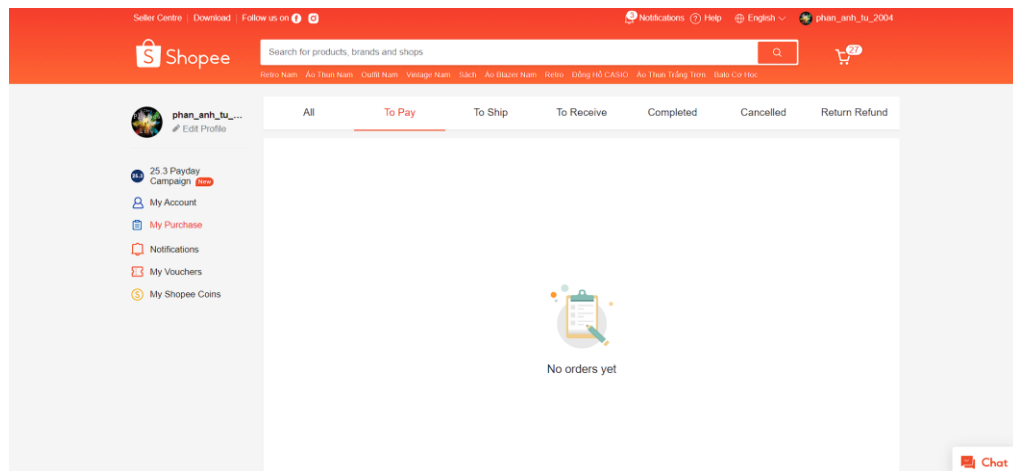 Seller Centre | Download | Follow us on
3 Notifications Help English phan_anh_tu_2004
Shopee
Search for products, brands and shops
27
Retro Nam Áo Thun Nam Outfit Nam Vintage Nam Sách Áo Blazer Nam Retro Đồng Hồ CASIO Áo Thun Trắng Trơn Balo Cơ Học
phan_anh_tu_...
Edit Profile
All To Pay To Ship To Receive Completed Cancelled Return Refund
25.3 25.3 Payday
Campaign New
My Account
My Purchase
Notifications
My Vouchers
My Shopee Coins
No orders yet
Chat